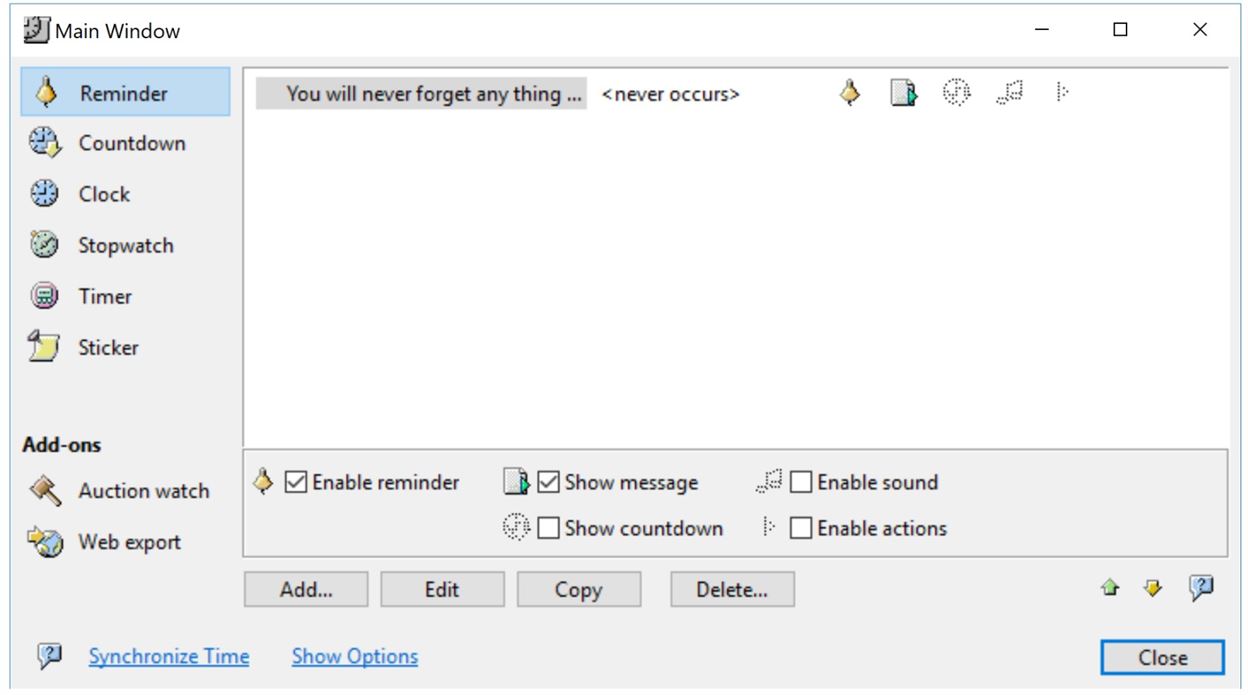 Main Window
Reminder
You will never forget any thing ... <never occurs>
Countdown
Clock
Stopwatch
Timer
Sticker
Add-ons
Auction watch
Web export
Enable reminder Show message Enable sound
Show countdown Enable actions
Add... Edit Copy Delete...
Synchronize Time Show Options Close